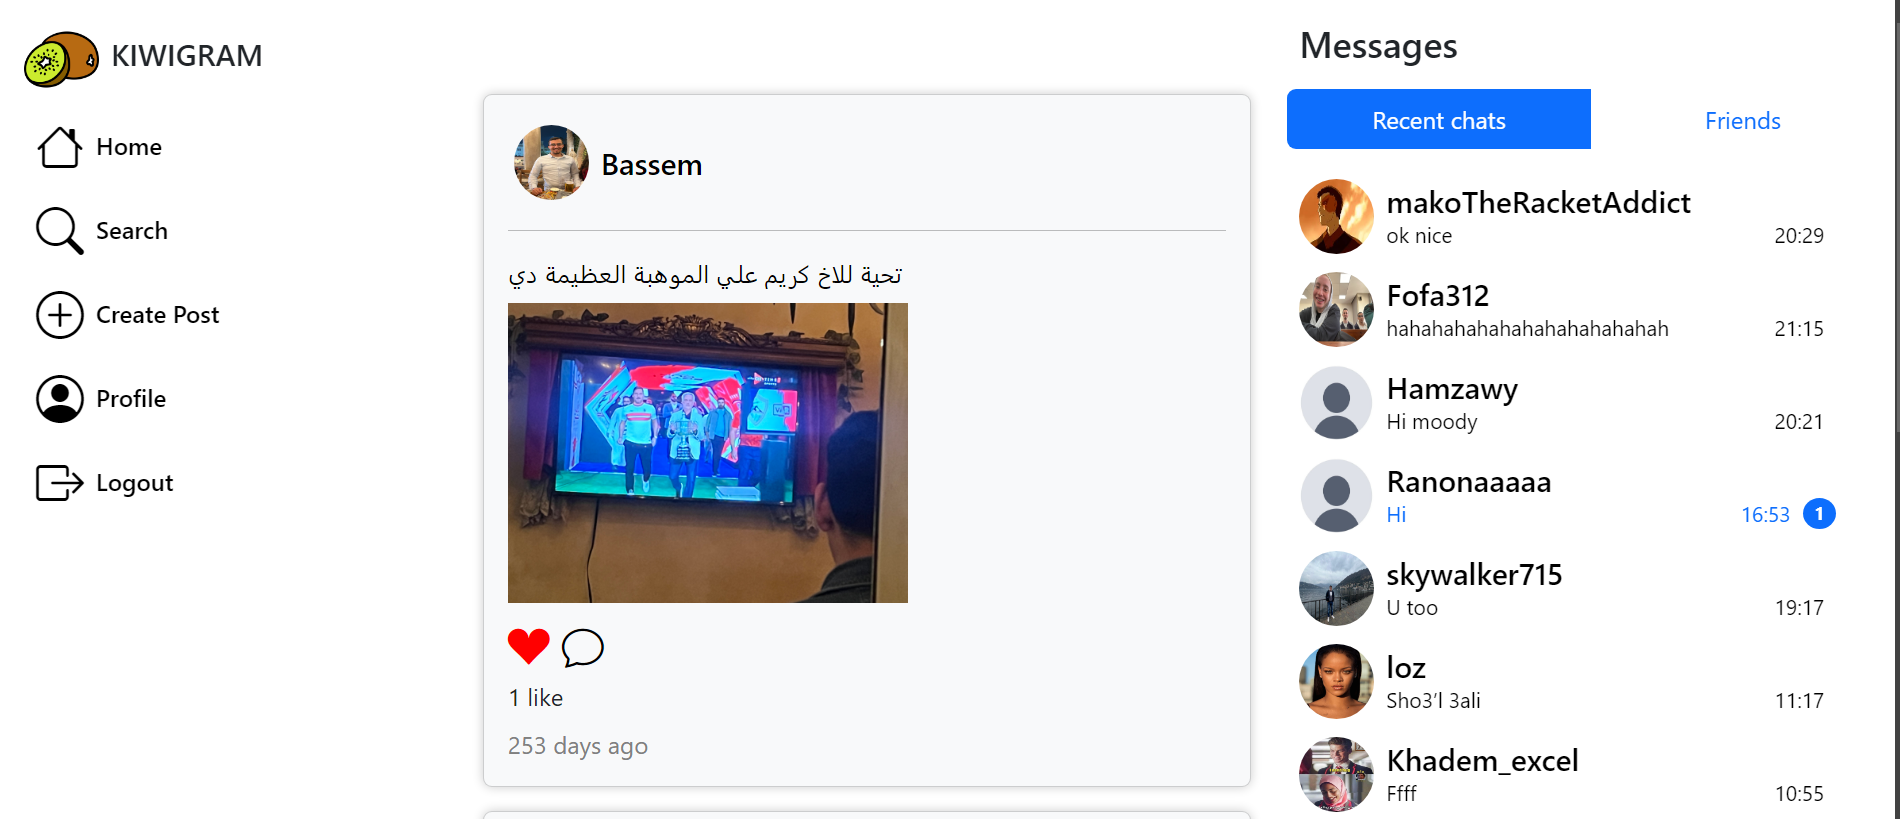 KIWIGRAM
Home
Search
Create Post
Profile
Logout
Bassem
تحية للاخ كريم علي الموهبة العظيمة دي
1 like
253 days ago
Messages
Recent chats
Friends
makoTheRacketAddict
ok nice
20:29
Fofa312
hahahahahahahahahahahahah
21:15
Hamzawy
Hi moody
20:21
Ranonaaaaa
Hi
16:53
1
skywalker715
U too
19:17
loz
Sho3'l 3ali
11:17
Khadem_excel
Ffff
10:55